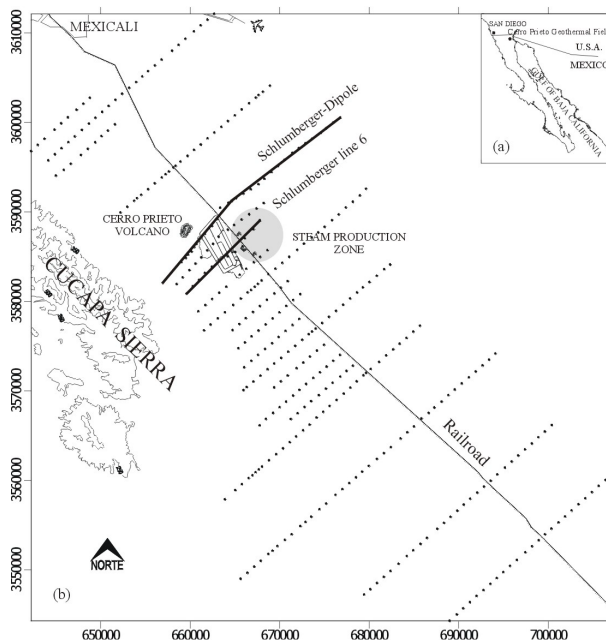 3610000
3600000
3590000
3580000
3570000
3560000
3550000
MEXICALI
SAN DIEGO
Cerro Prieto Geothermal Field
U.S.A.
MEXICO
GULF OF BAJA CALIFORNIA
(a)
Schlumberger-Dipole
Schlumberger line 6
CERRO PRIETO
VOLCANO
STEAM PRODUCTION
ZONE
CUCAPA SIERRA
Railroad
NORTE
(b)
650000 660000 670000 680000 690000 700000